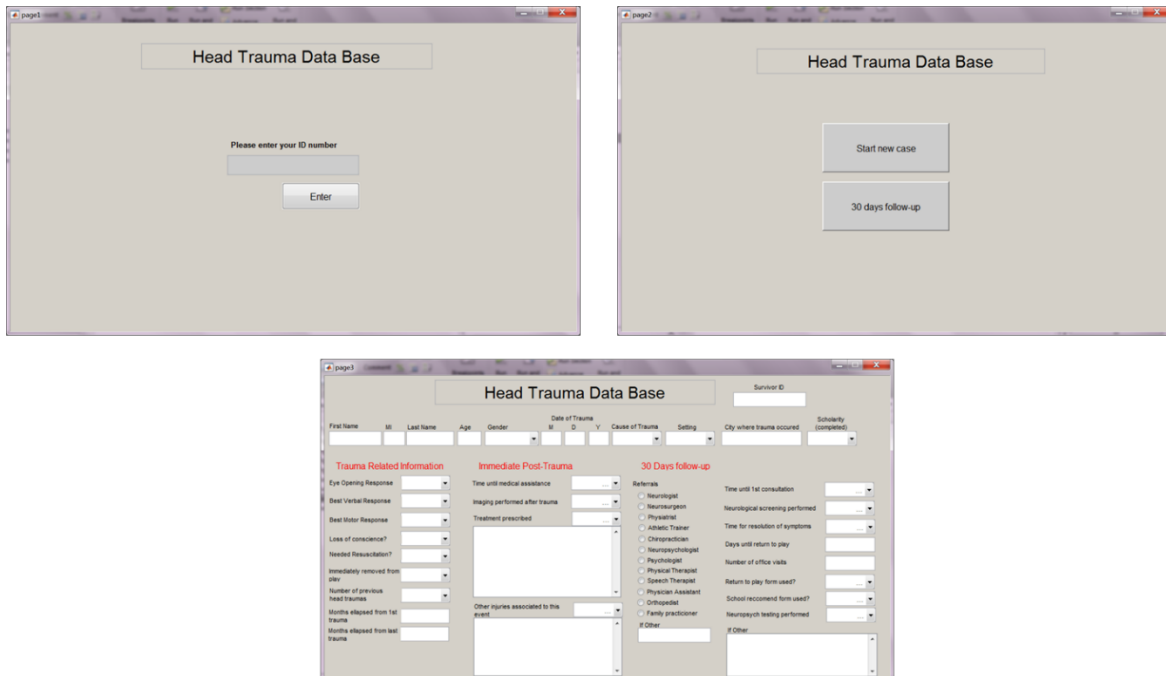 page1
Head Trauma Data Base
Please enter your ID number
Enter
page2
Head Trauma Data Base
Start new case
30 days follow-up
page3
Head Trauma Data Base
Survivor ID
Date of Trauma
Scholarity
First Name MI Last Name Age Gender M D Y Cause of Trauma Setting City where trauma occured (completed)
Trauma Related Information
Eye Opening Response
Best Verbal Response
Best Motor Response
Loss of conscience?
Needed Resuscitation?
Immediately removed from
play
Number of previous
head traumas
Months elapsed from 1st
trauma
Months ellapsed from last
trauma
Immediate Post-Trauma
Time until medical assistance ...
Imaging performed after trauma ...
Treatment prescribed ...
Other injuries associated to this ...
event
30 Days follow-up
Referrals
Neurologist
Neurosurgeon
Physiatrist
Athletic Trainer
Chiropractician
Neuropsychologist
Psychologist
Physical Therapist
Speech Therapist
Physician Assistant
Orthopedist
Family practicioner
If Other
Time until 1st consultation ...
Neurological screening performed ...
Time for resolution of symptoms ...
Days until return to play
Number of office visits
Return to play form used? ...
School reccomend form used? ...
Neuropsych testing performed ...
If Other